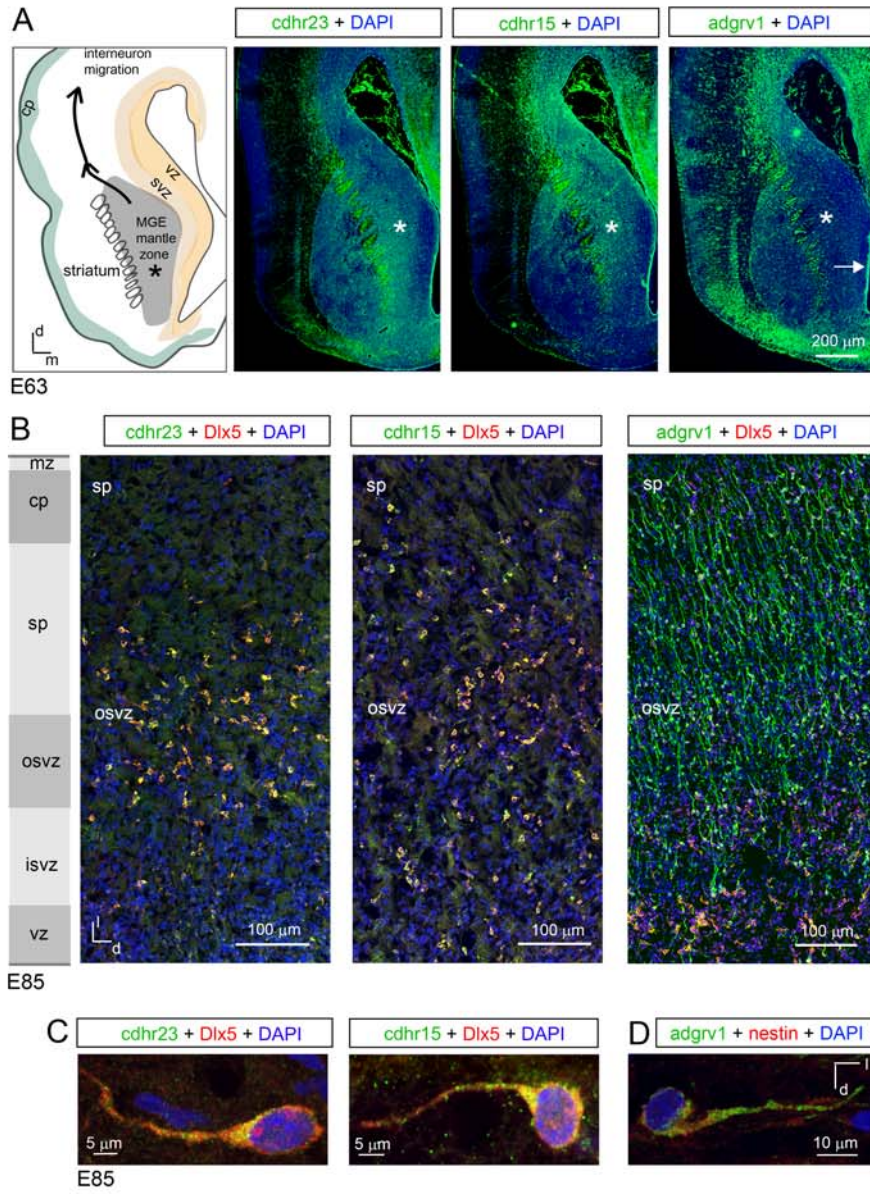 A
cdhr23 + DAPI
cdhr15 + DAPI
adgrv1 + DAPI
interneuron
migration
cp
vz
svz
MGE
mantle
zone
*
striatum
d
m
*
*
*
200 μm
E63
B
cdhr23 + Dlx5 + DAPI
cdhr15 + Dlx5 + DAPI
adgrv1 + Dlx5 + DAPI
mz
cp
sp
osvz
isvz
vz
sp
osvz
l
d
100 μm
sp
osvz
100 μm
sp
osvz
100 μm
E85
C
cdhr23 + Dlx5 + DAPI
cdhr15 + Dlx5 + DAPI
D
adgrv1 + nestin + DAPI
5 μm
5 μm
l
d
10 μm
E85